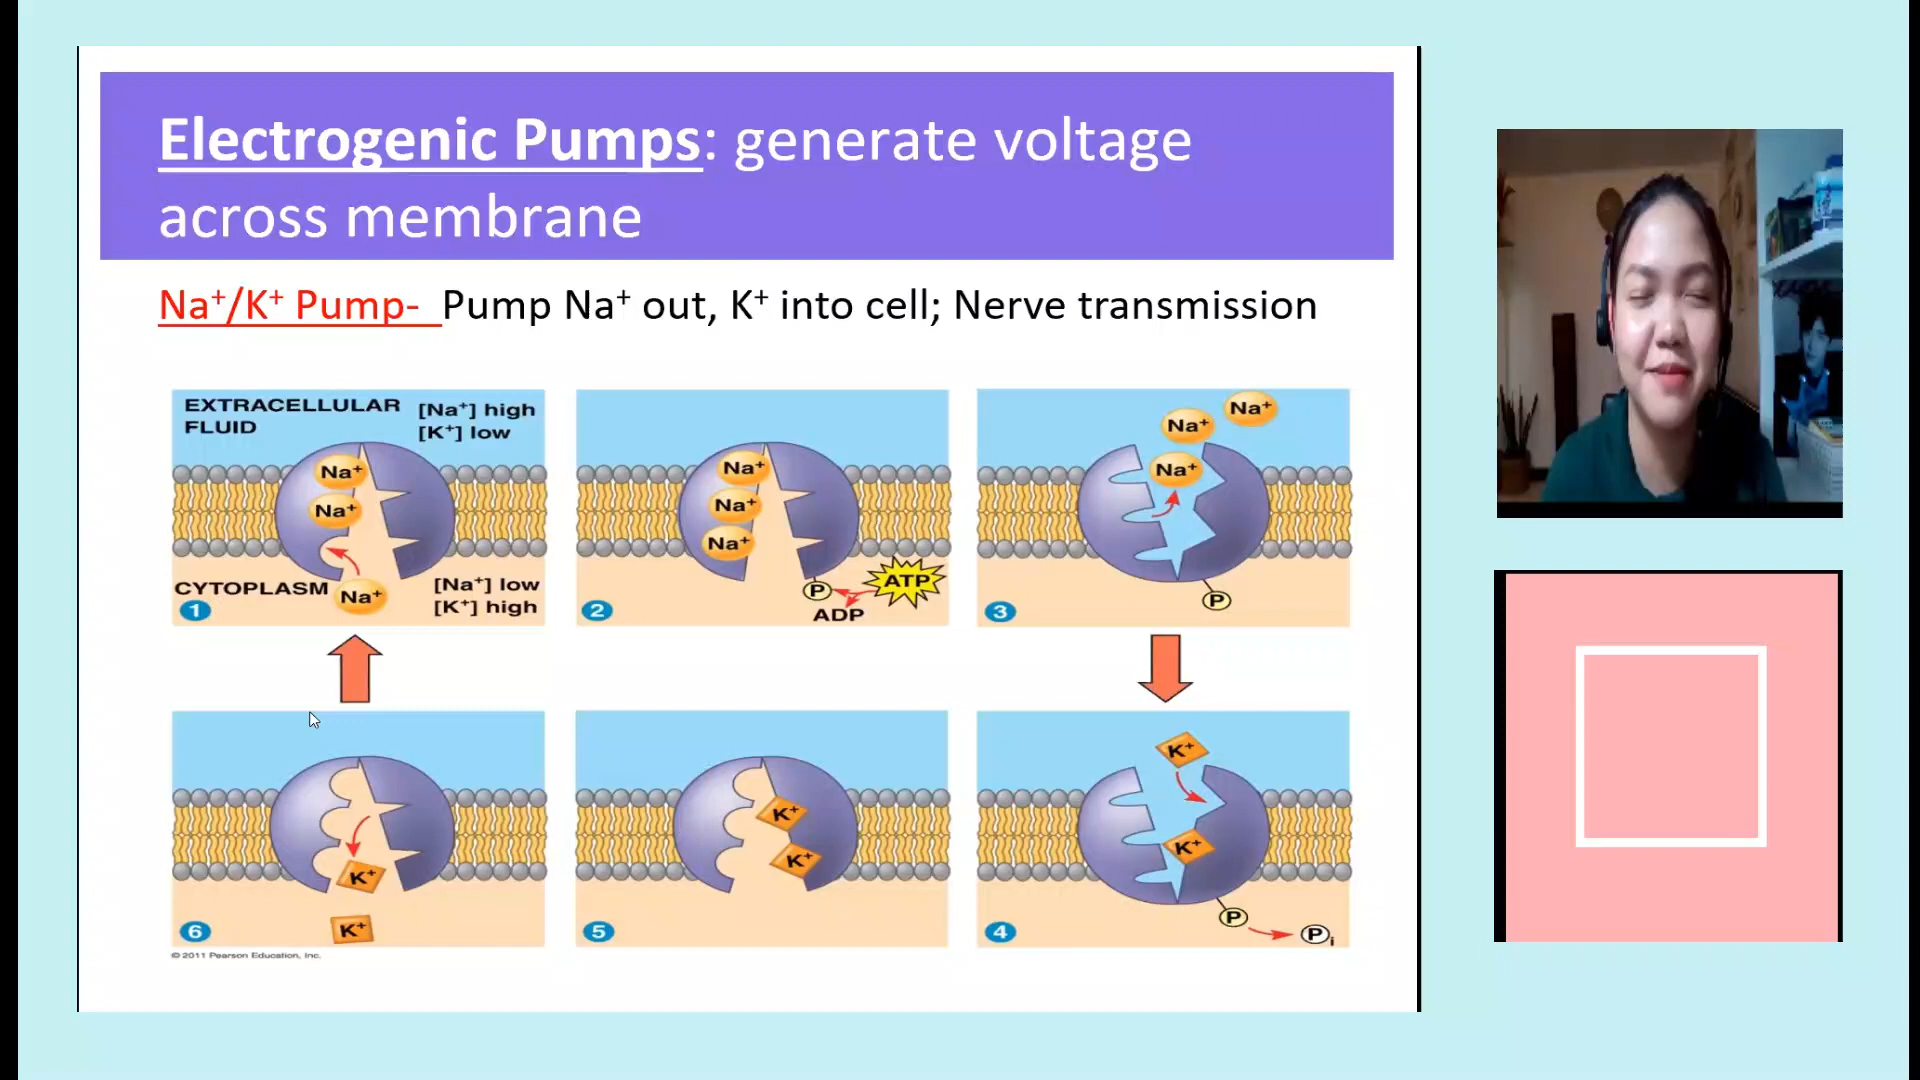 Electrogenic Pumps: generate voltage
across membrane
Na⁺/K⁺ Pump- Pump Na⁺ out, K⁺ into cell; Nerve transmission
EXTRACELLULAR
FLUID
[Na⁺] high
[K⁺] low
Na⁺
Na⁺
CYTOPLASM
Na⁺
[Na⁺] low
[K⁺] high
1
Na⁺
Na⁺
Na⁺
P
ATP
ADP
2
Na⁺
Na⁺
Na⁺
P
3
K⁺
K⁺
6
© 2011 Pearson Education, Inc.
K⁺
K⁺
5
K⁺
K⁺
P
Pi
4